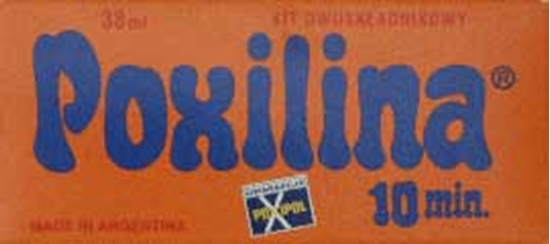 38 ml KIT DWUSKŁADNIKOWY
Poxilina®
10 min.
POXIPOL
MADE IN ARGENTINA